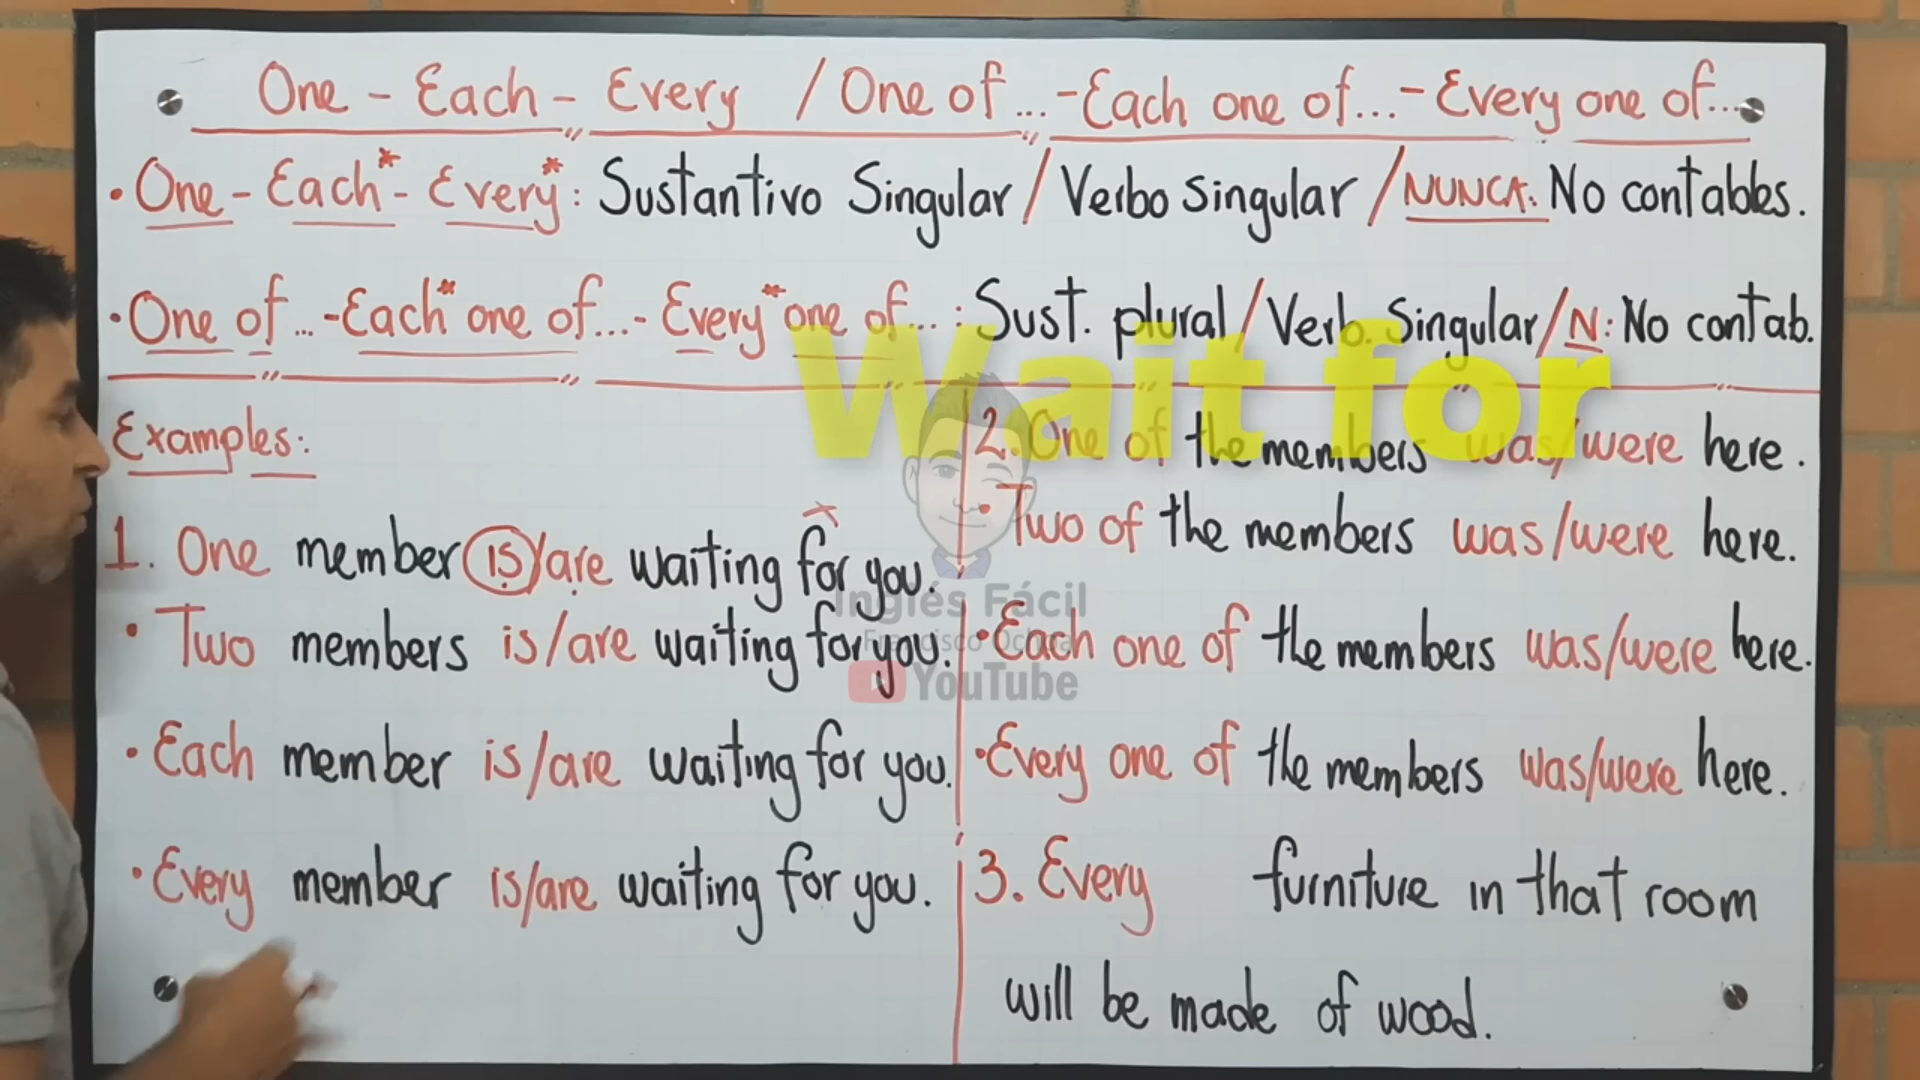 One - Each - Every / One of... - Each one of... - Every one of...
• One - Each* - Every*: Sustantivo Singular / Verbo Singular / NUNCA: No contables.
• One of... - Each* one of... - Every* one of...: Sust. plural / Verb. Singular / N: No contab.
Wait for
Examples:
1. One member is/are waiting for you.
• Two members is/are waiting for you.
• Each member is/are waiting for you.
• Every member is/are waiting for you.
2. One of the members was/were here.
• Two of the members was/were here.
• Each one of the members was/were here.
• Every one of the members was/were here.
3. Every furniture in that room
will be made of wood.
Inglés Fácil
Francisco Ochoa
YouTube